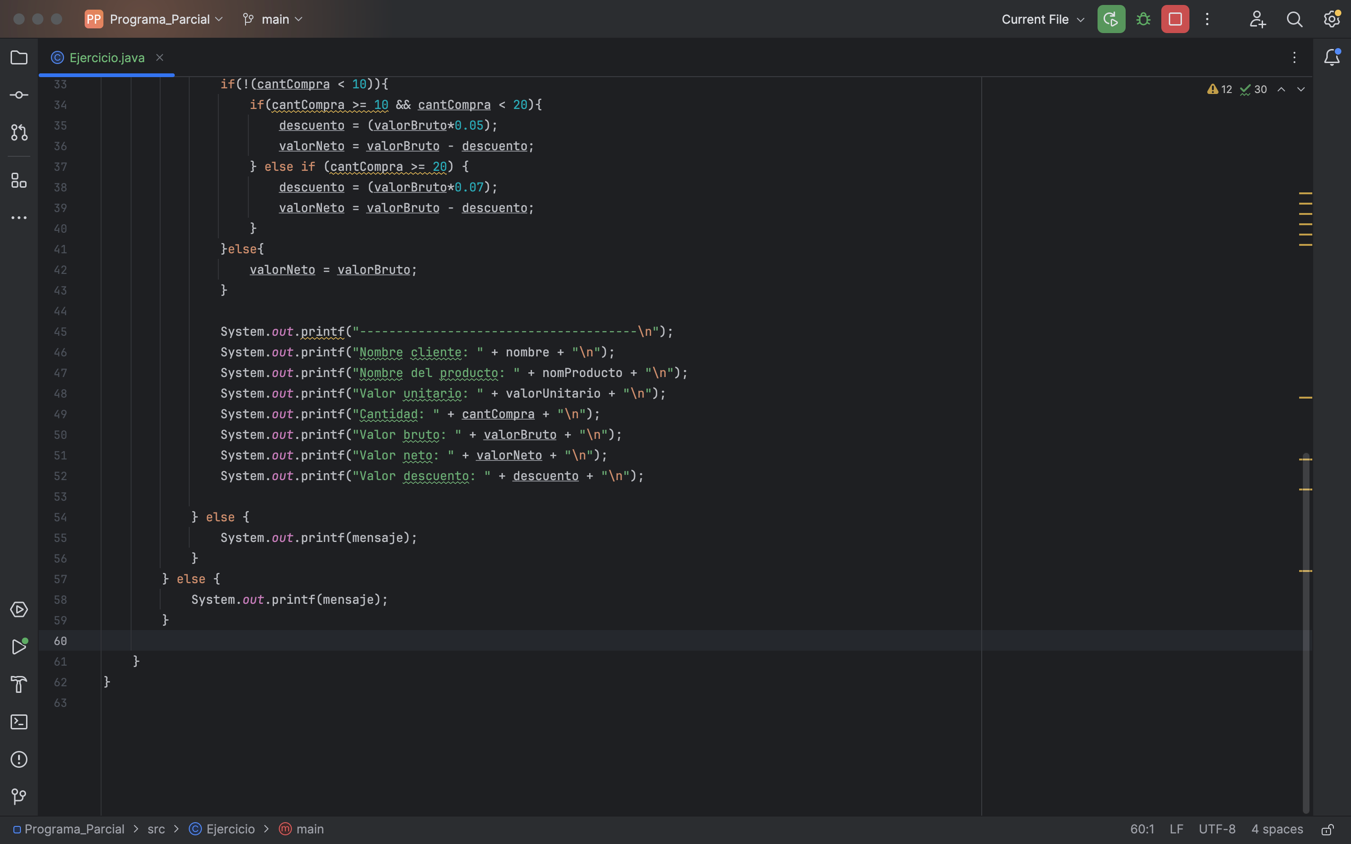 PP Programa_Parcial main Current File
Ejercicio.java
12 30
33 if(!(cantCompra < 10)){
34 if(cantCompra >= 10 && cantCompra < 20){
35 descuento = (valorBruto*0.05);
36 valorNeto = valorBruto - descuento;
37 } else if (cantCompra >= 20) {
38 descuento = (valorBruto*0.07);
39 valorNeto = valorBruto - descuento;
40 }
41 }else{
42 valorNeto = valorBruto;
43 }
44
45 System.out.printf("--------------------------------------\n");
46 System.out.printf("Nombre cliente: " + nombre + "\n");
47 System.out.printf("Nombre del producto: " + nomProducto + "\n");
48 System.out.printf("Valor unitario: " + valorUnitario + "\n");
49 System.out.printf("Cantidad: " + cantCompra + "\n");
50 System.out.printf("Valor bruto: " + valorBruto + "\n");
51 System.out.printf("Valor neto: " + valorNeto + "\n");
52 System.out.printf("Valor descuento: " + descuento + "\n");
53
54 } else {
55 System.out.printf(mensaje);
56 }
57 } else {
58 System.out.printf(mensaje);
59 }
60
61 }
62 }
63
Programa_Parcial > src > Ejercicio > main 60:1 LF UTF-8 4 spaces